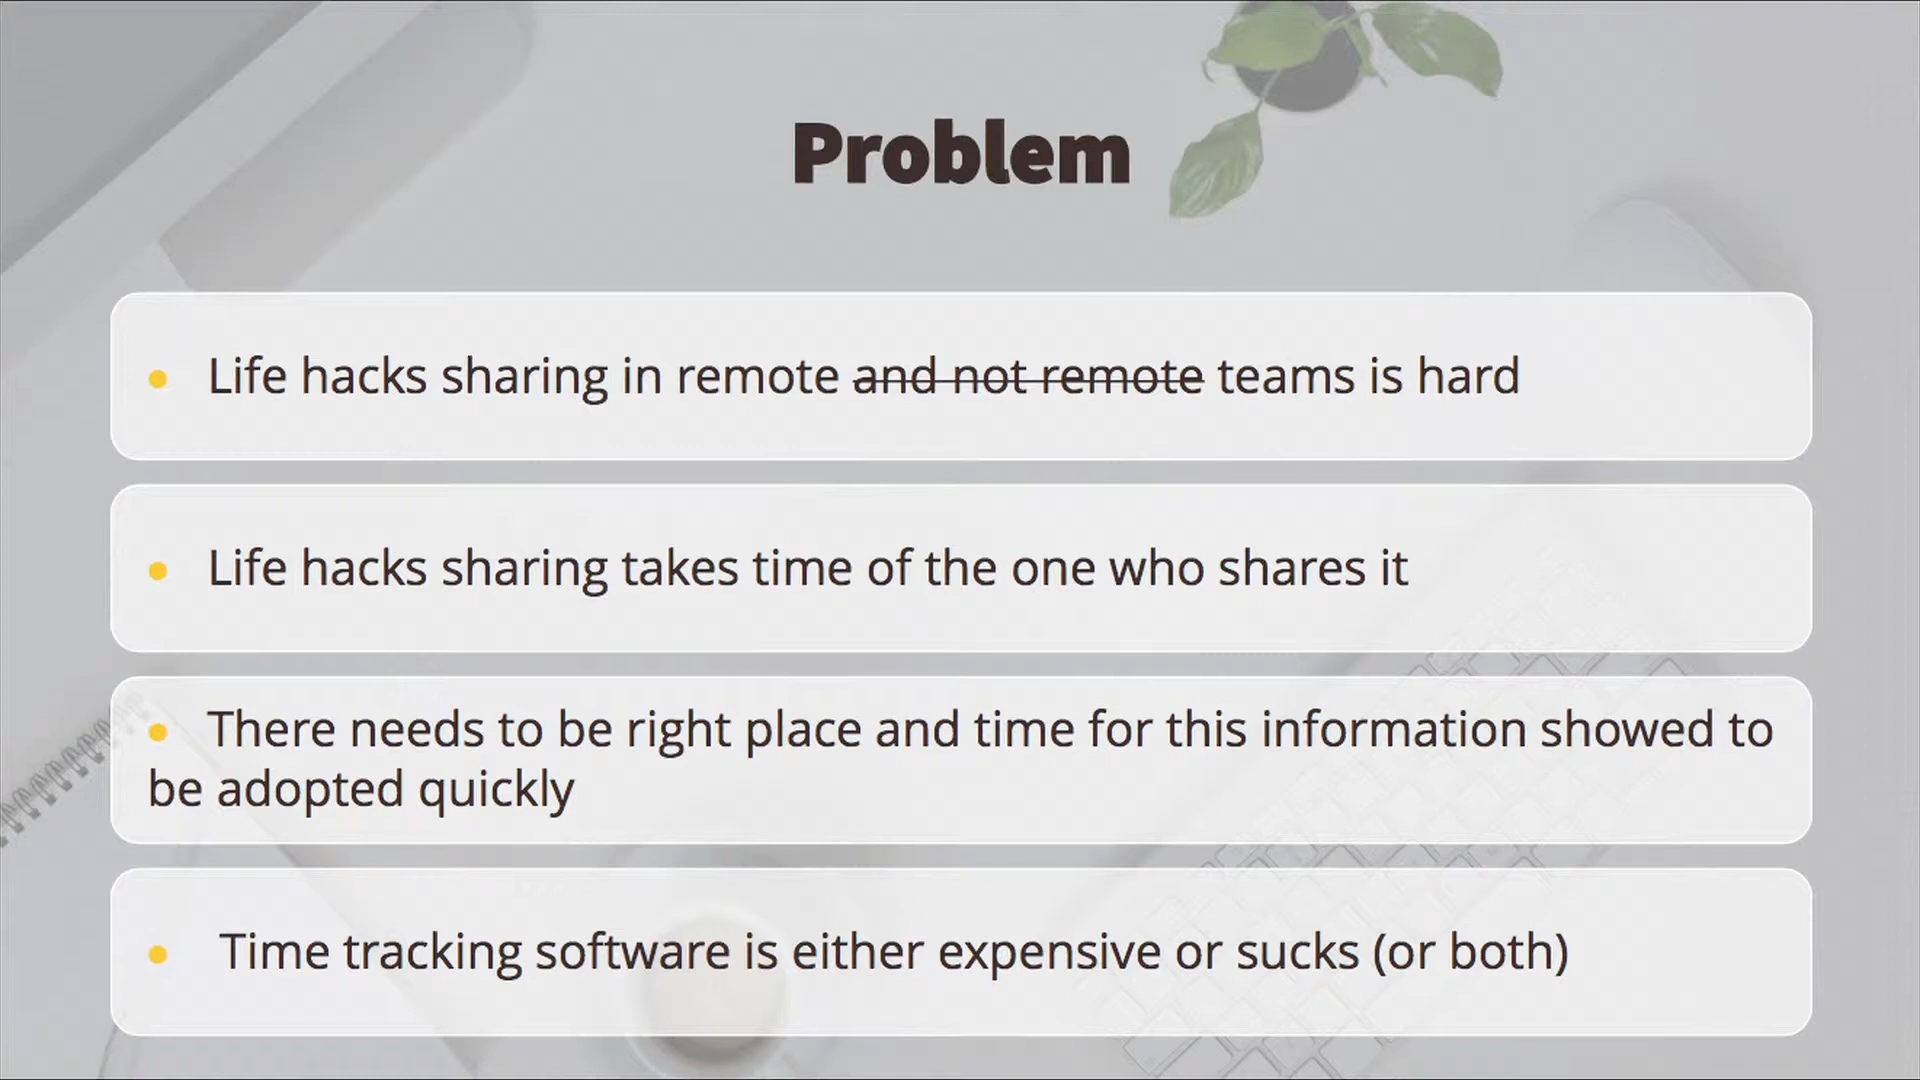 Problem
• Life hacks sharing in remote and not remote teams is hard
• Life hacks sharing takes time of the one who shares it
• There needs to be right place and time for this information showed to
be adopted quickly
• Time tracking software is either expensive or sucks (or both)